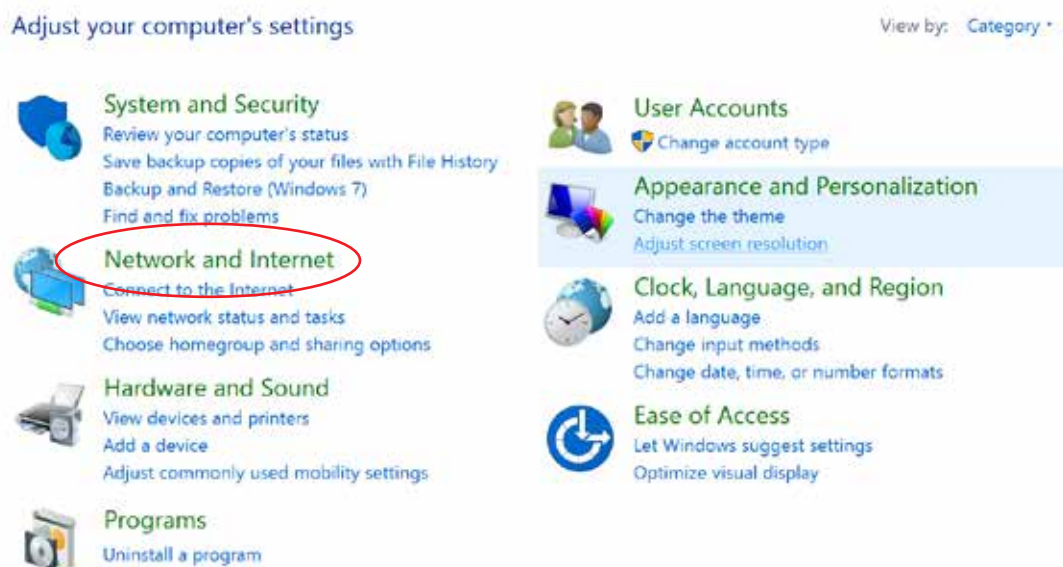 Adjust your computer's settings
View by: Category
System and Security
Review your computer's status
Save backup copies of your files with File History
Backup and Restore (Windows 7)
Find and fix problems
Network and Internet
Connect to the Internet
View network status and tasks
Choose homegroup and sharing options
Hardware and Sound
View devices and printers
Add a device
Adjust commonly used mobility settings
Programs
Uninstall a program
User Accounts
Change account type
Appearance and Personalization
Change the theme
Adjust screen resolution
Clock, Language, and Region
Add a language
Change input methods
Change date, time, or number formats
Ease of Access
Let Windows suggest settings
Optimize visual display